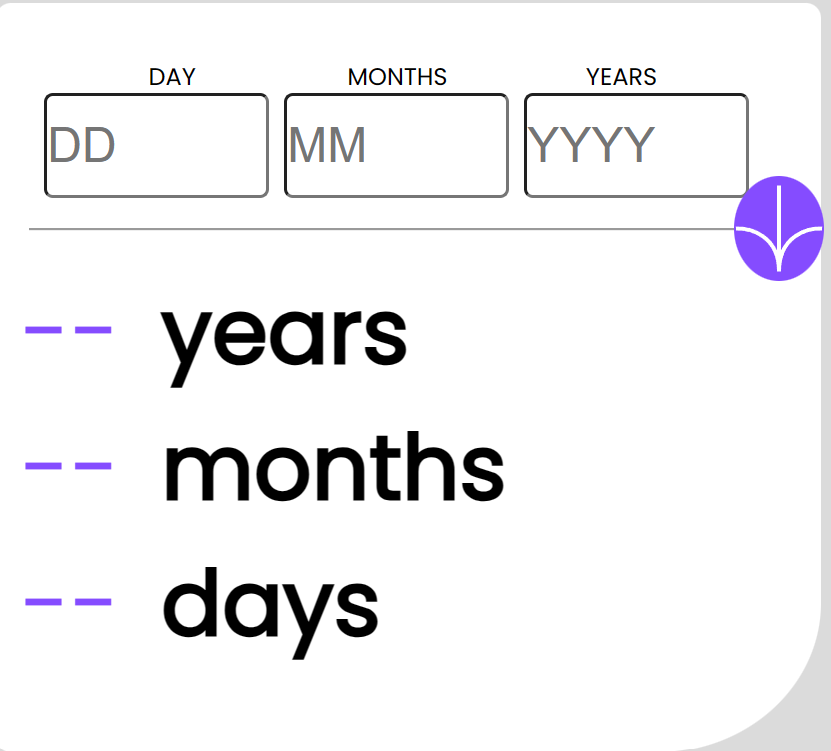 DAY MONTHS YEARS
DD MM YYYY
-- years
-- months
-- days